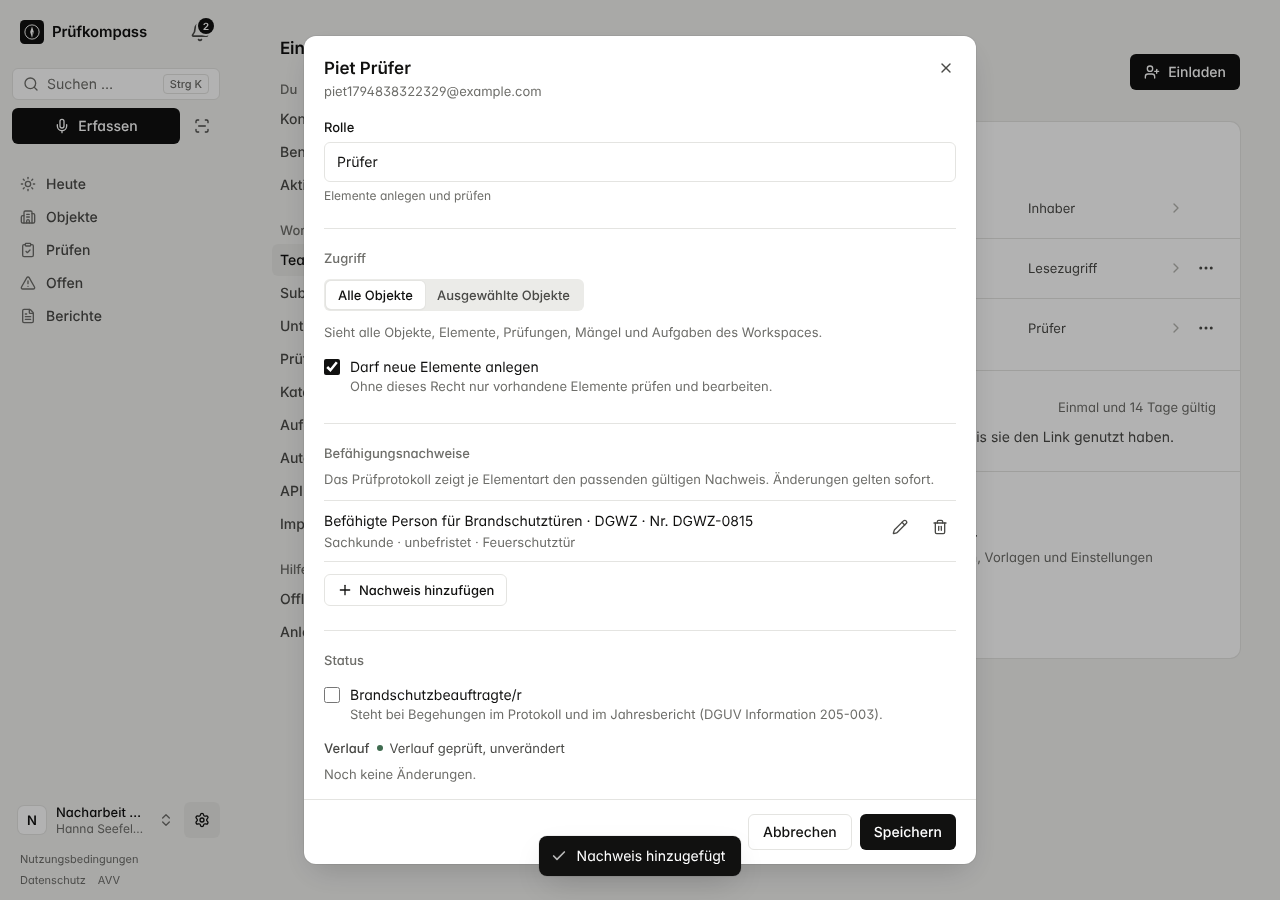 Prüfkompass
2
Suchen ...
Strg K
Erfassen
Heute
Objekte
Prüfen
Offen
Berichte
N
Nacharbeit ...
Hanna Seefel...
Nutzungsbedingungen
Datenschutz AVV
Ein
Du
Kon
Ben
Akti
Wor
Tea
Sub
Unt
Prüf
Kate
Auf
Auto
API
Imp
Hilfe
Offl
Anle
Piet Prüfer
piet1794838322329@example.com
Rolle
Prüfer
Elemente anlegen und prüfen
Zugriff
Alle Objekte Ausgewählte Objekte
Sieht alle Objekte, Elemente, Prüfungen, Mängel und Aufgaben des Workspaces.
Darf neue Elemente anlegen
Ohne dieses Recht nur vorhandene Elemente prüfen und bearbeiten.
Befähigungsnachweise
Das Prüfprotokoll zeigt je Elementart den passenden gültigen Nachweis. Änderungen gelten sofort.
Befähigte Person für Brandschutztüren · DGWZ · Nr. DGWZ-0815
Sachkunde · unbefristet · Feuerschutztür
Nachweis hinzufügen
Status
Brandschutzbeauftragte/r
Steht bei Begehungen im Protokoll und im Jahresbericht (DGUV Information 205-003).
Verlauf Verlauf geprüft, unverändert
Noch keine Änderungen.
Abbrechen Speichern
Nachweis hinzugefügt
Einladen
Inhaber
Lesezugriff
Prüfer
Einmal und 14 Tage gültig
is sie den Link genutzt haben.
, Vorlagen und Einstellungen